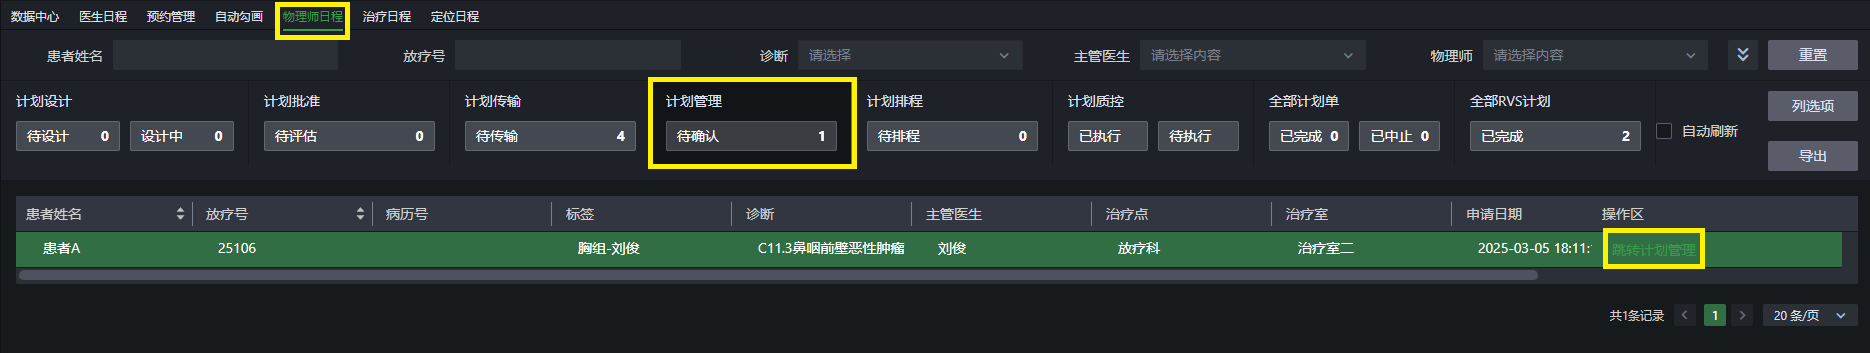 数据中心 医生日程 预约管理 自动勾画 物理师日程 治疗日程 定位日程
患者姓名 放疗号 诊断 请选择 主管医生 请选择内容 物理师 请选择内容 重置
计划设计 计划批准 计划传输 计划管理 计划排程 计划质控 全部计划单 全部RVS计划 列选项
待设计 0 设计中 0 待评估 0 待传输 4 待确认 1 待排程 0 已执行 待执行 已完成 0 已中止 0 已完成 2 自动刷新
导出
患者姓名 放疗号 病历号 标签 诊断 主管医生 治疗点 治疗室 申请日期 操作区
患者A 25106 胸组-刘俊 C11.3鼻咽前壁恶性肿瘤 刘俊 放疗科 治疗室二 2025-03-05 18:11: 跳转计划管理
共1条记录 1 20 条/页